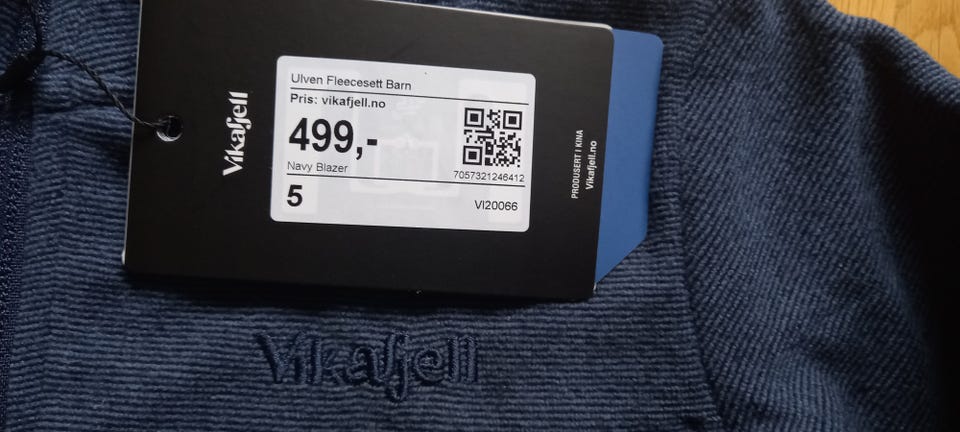 Vikafjell
Ulven Fleecesett Barn
Pris: vikafjell.no
499,-
Navy Blazer
7057321246412
5
VI20066
PRODUSERT I KINA
Vikafjell.no
Vikafjell